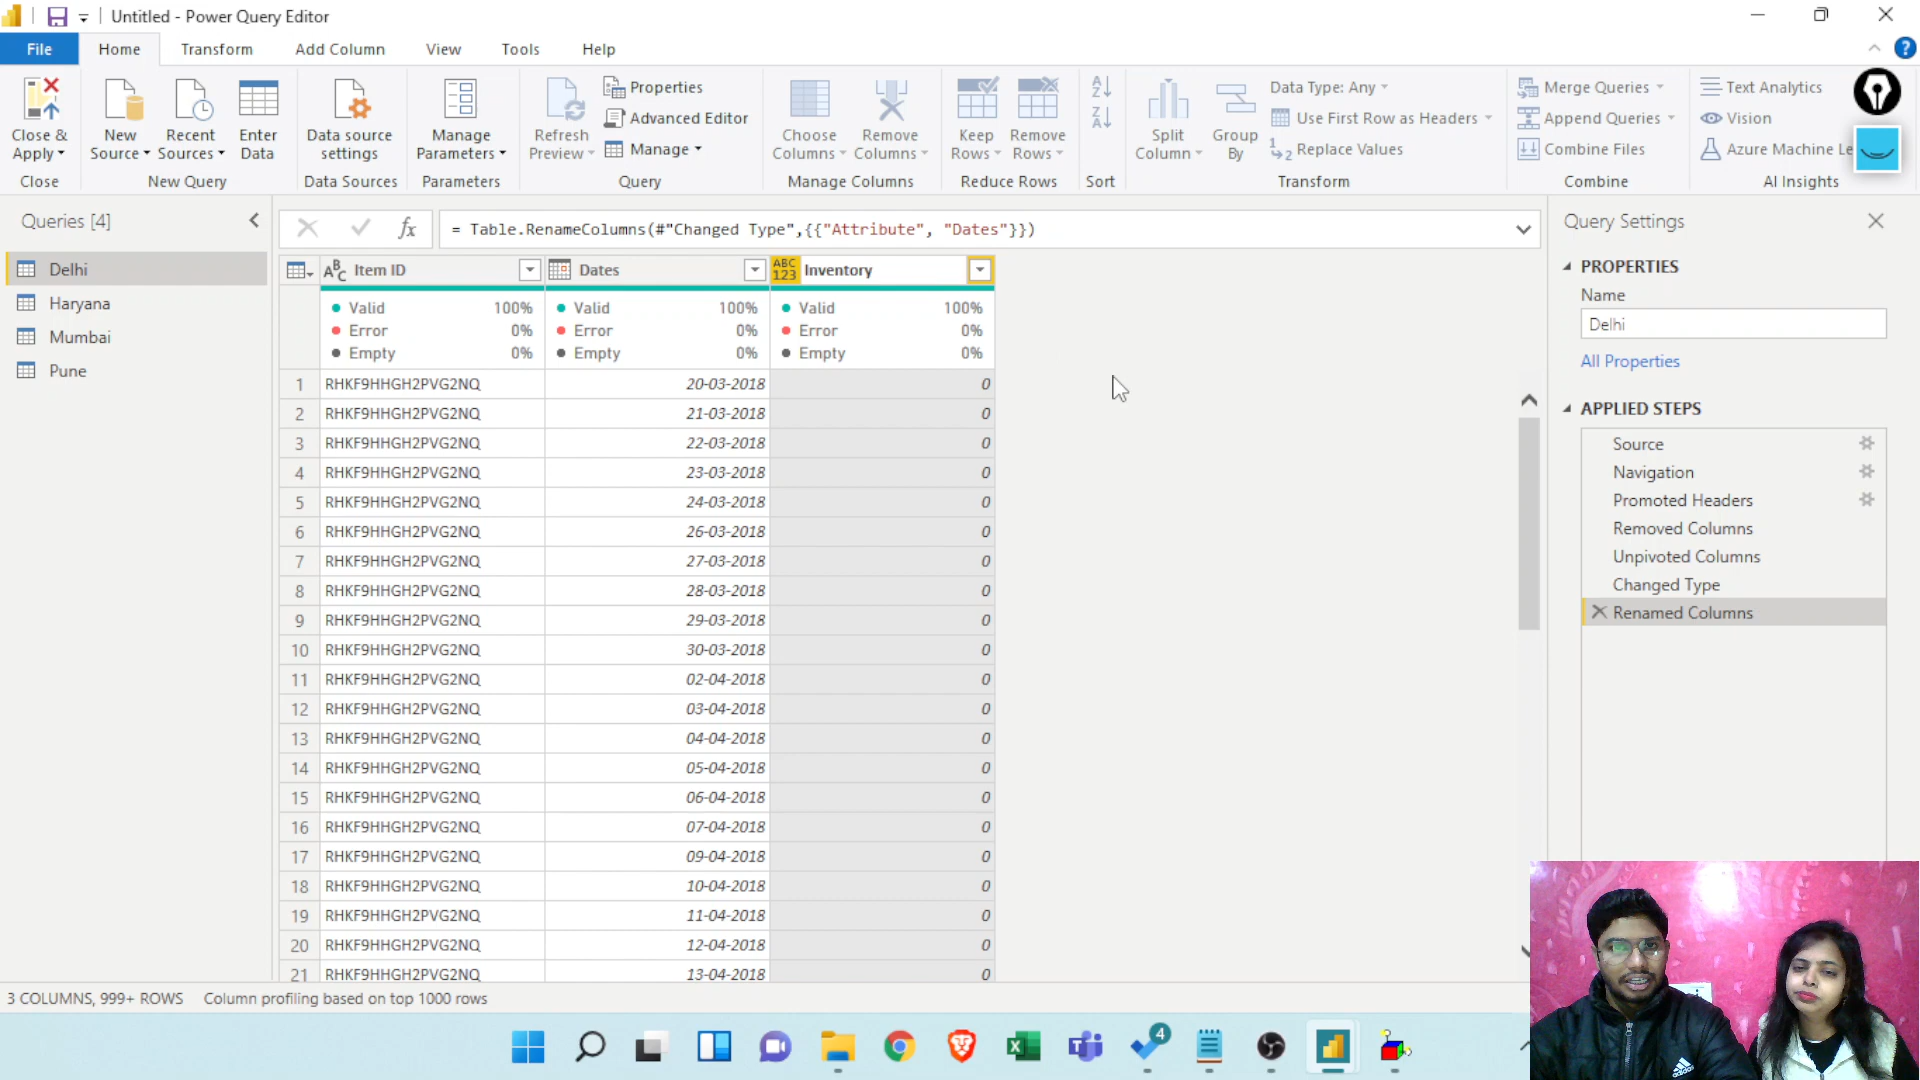 Untitled - Power Query Editor
File Home Transform Add Column View Tools Help
Close & Apply
Close
New Source
Recent Sources
Enter Data
New Query
Data source settings
Data Sources
Manage Parameters
Parameters
Refresh Preview
Properties
Advanced Editor
Manage
Query
Choose Columns
Remove Columns
Manage Columns
Keep Rows
Remove Rows
Reduce Rows
Sort
Split Column
Group By
Data Type: Any
Use First Row as Headers
Replace Values
Transform
Merge Queries
Append Queries
Combine Files
Combine
Text Analytics
Vision
Azure Machine Le
AI Insights
Queries [4]
Delhi
Haryana
Mumbai
Pune
fx = Table.RenameColumns(#"Changed Type",{{"Attribute", "Dates"}})
ABC Item ID Dates ABC 123 Inventory
Valid 100% Valid 100% Valid 100%
Error 0% Error 0% Error 0%
Empty 0% Empty 0% Empty 0%
1 RHKF9HHGH2PVG2NQ 20-03-2018 0
2 RHKF9HHGH2PVG2NQ 21-03-2018 0
3 RHKF9HHGH2PVG2NQ 22-03-2018 0
4 RHKF9HHGH2PVG2NQ 23-03-2018 0
5 RHKF9HHGH2PVG2NQ 24-03-2018 0
6 RHKF9HHGH2PVG2NQ 26-03-2018 0
7 RHKF9HHGH2PVG2NQ 27-03-2018 0
8 RHKF9HHGH2PVG2NQ 28-03-2018 0
9 RHKF9HHGH2PVG2NQ 29-03-2018 0
10 RHKF9HHGH2PVG2NQ 30-03-2018 0
11 RHKF9HHGH2PVG2NQ 02-04-2018 0
12 RHKF9HHGH2PVG2NQ 03-04-2018 0
13 RHKF9HHGH2PVG2NQ 04-04-2018 0
14 RHKF9HHGH2PVG2NQ 05-04-2018 0
15 RHKF9HHGH2PVG2NQ 06-04-2018 0
16 RHKF9HHGH2PVG2NQ 07-04-2018 0
17 RHKF9HHGH2PVG2NQ 09-04-2018 0
18 RHKF9HHGH2PVG2NQ 10-04-2018 0
19 RHKF9HHGH2PVG2NQ 11-04-2018 0
20 RHKF9HHGH2PVG2NQ 12-04-2018 0
21 RHKF9HHGH2PVG2NQ 13-04-2018 0
Query Settings
PROPERTIES
Name
Delhi
All Properties
APPLIED STEPS
Source
Navigation
Promoted Headers
Removed Columns
Unpivoted Columns
Changed Type
Renamed Columns
3 COLUMNS, 999+ ROWS Column profiling based on top 1000 rows
4